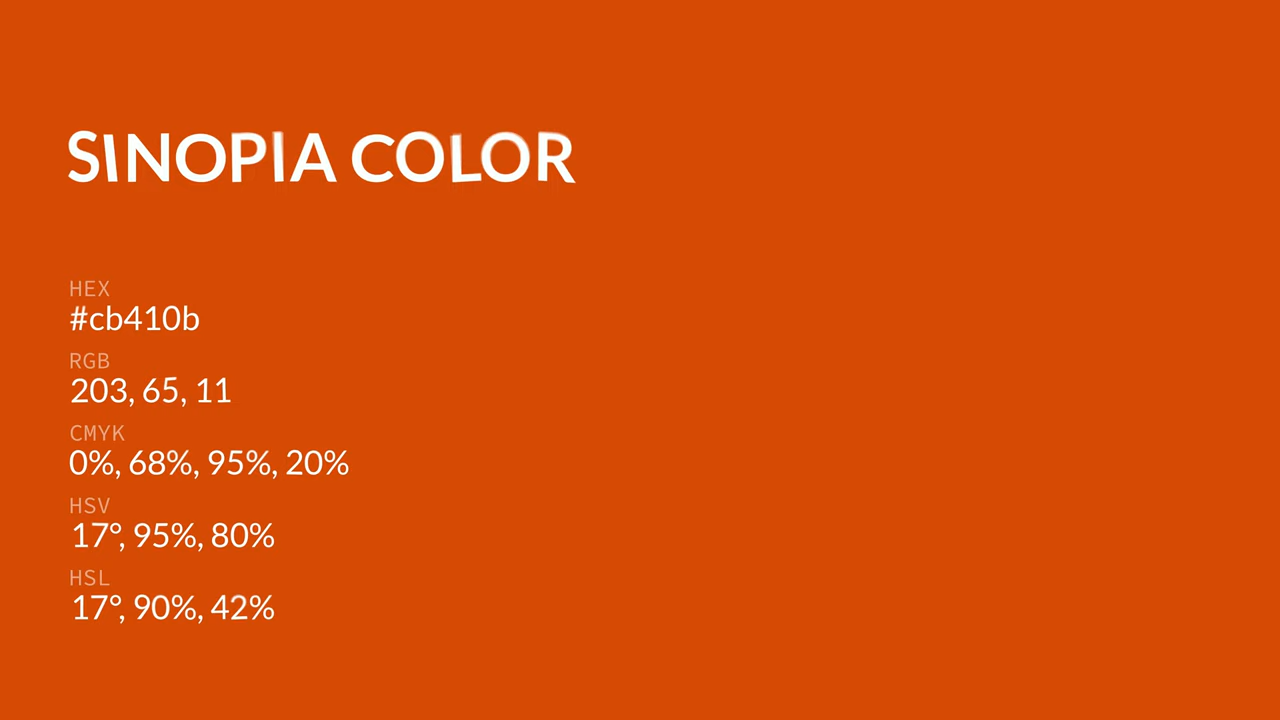 SINOPIA COLOR
HEX
#cb410b
RGB
203, 65, 11
CMYK
0%, 68%, 95%, 20%
HSV
17°, 95%, 80%
HSL
17°, 90%, 42%